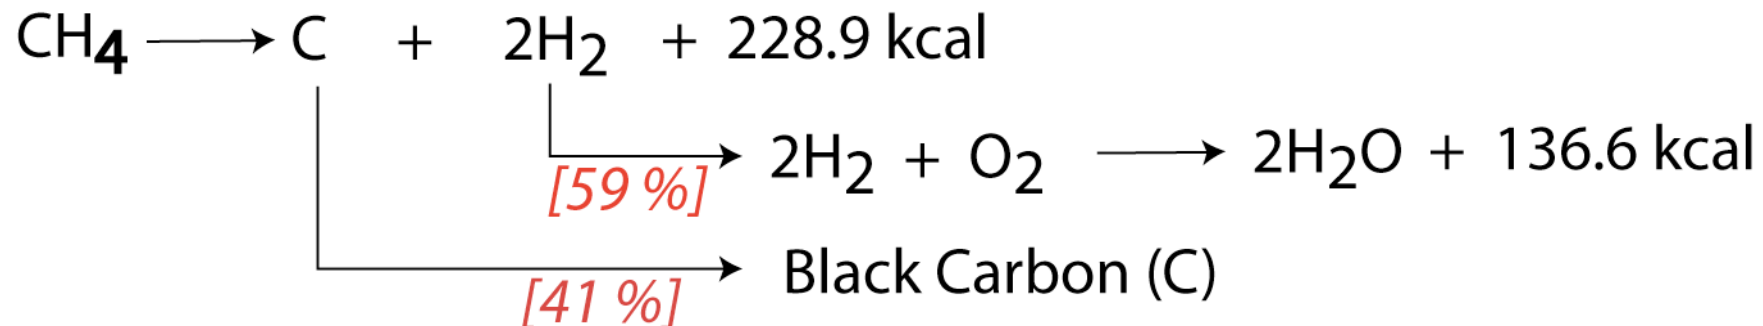 CH4 ⟶ C + 2H2 + 228.9 kcal
2H2 + O2 ⟶ 2H2O + 136.6 kcal
[59 %]
Black Carbon (C)
[41 %]